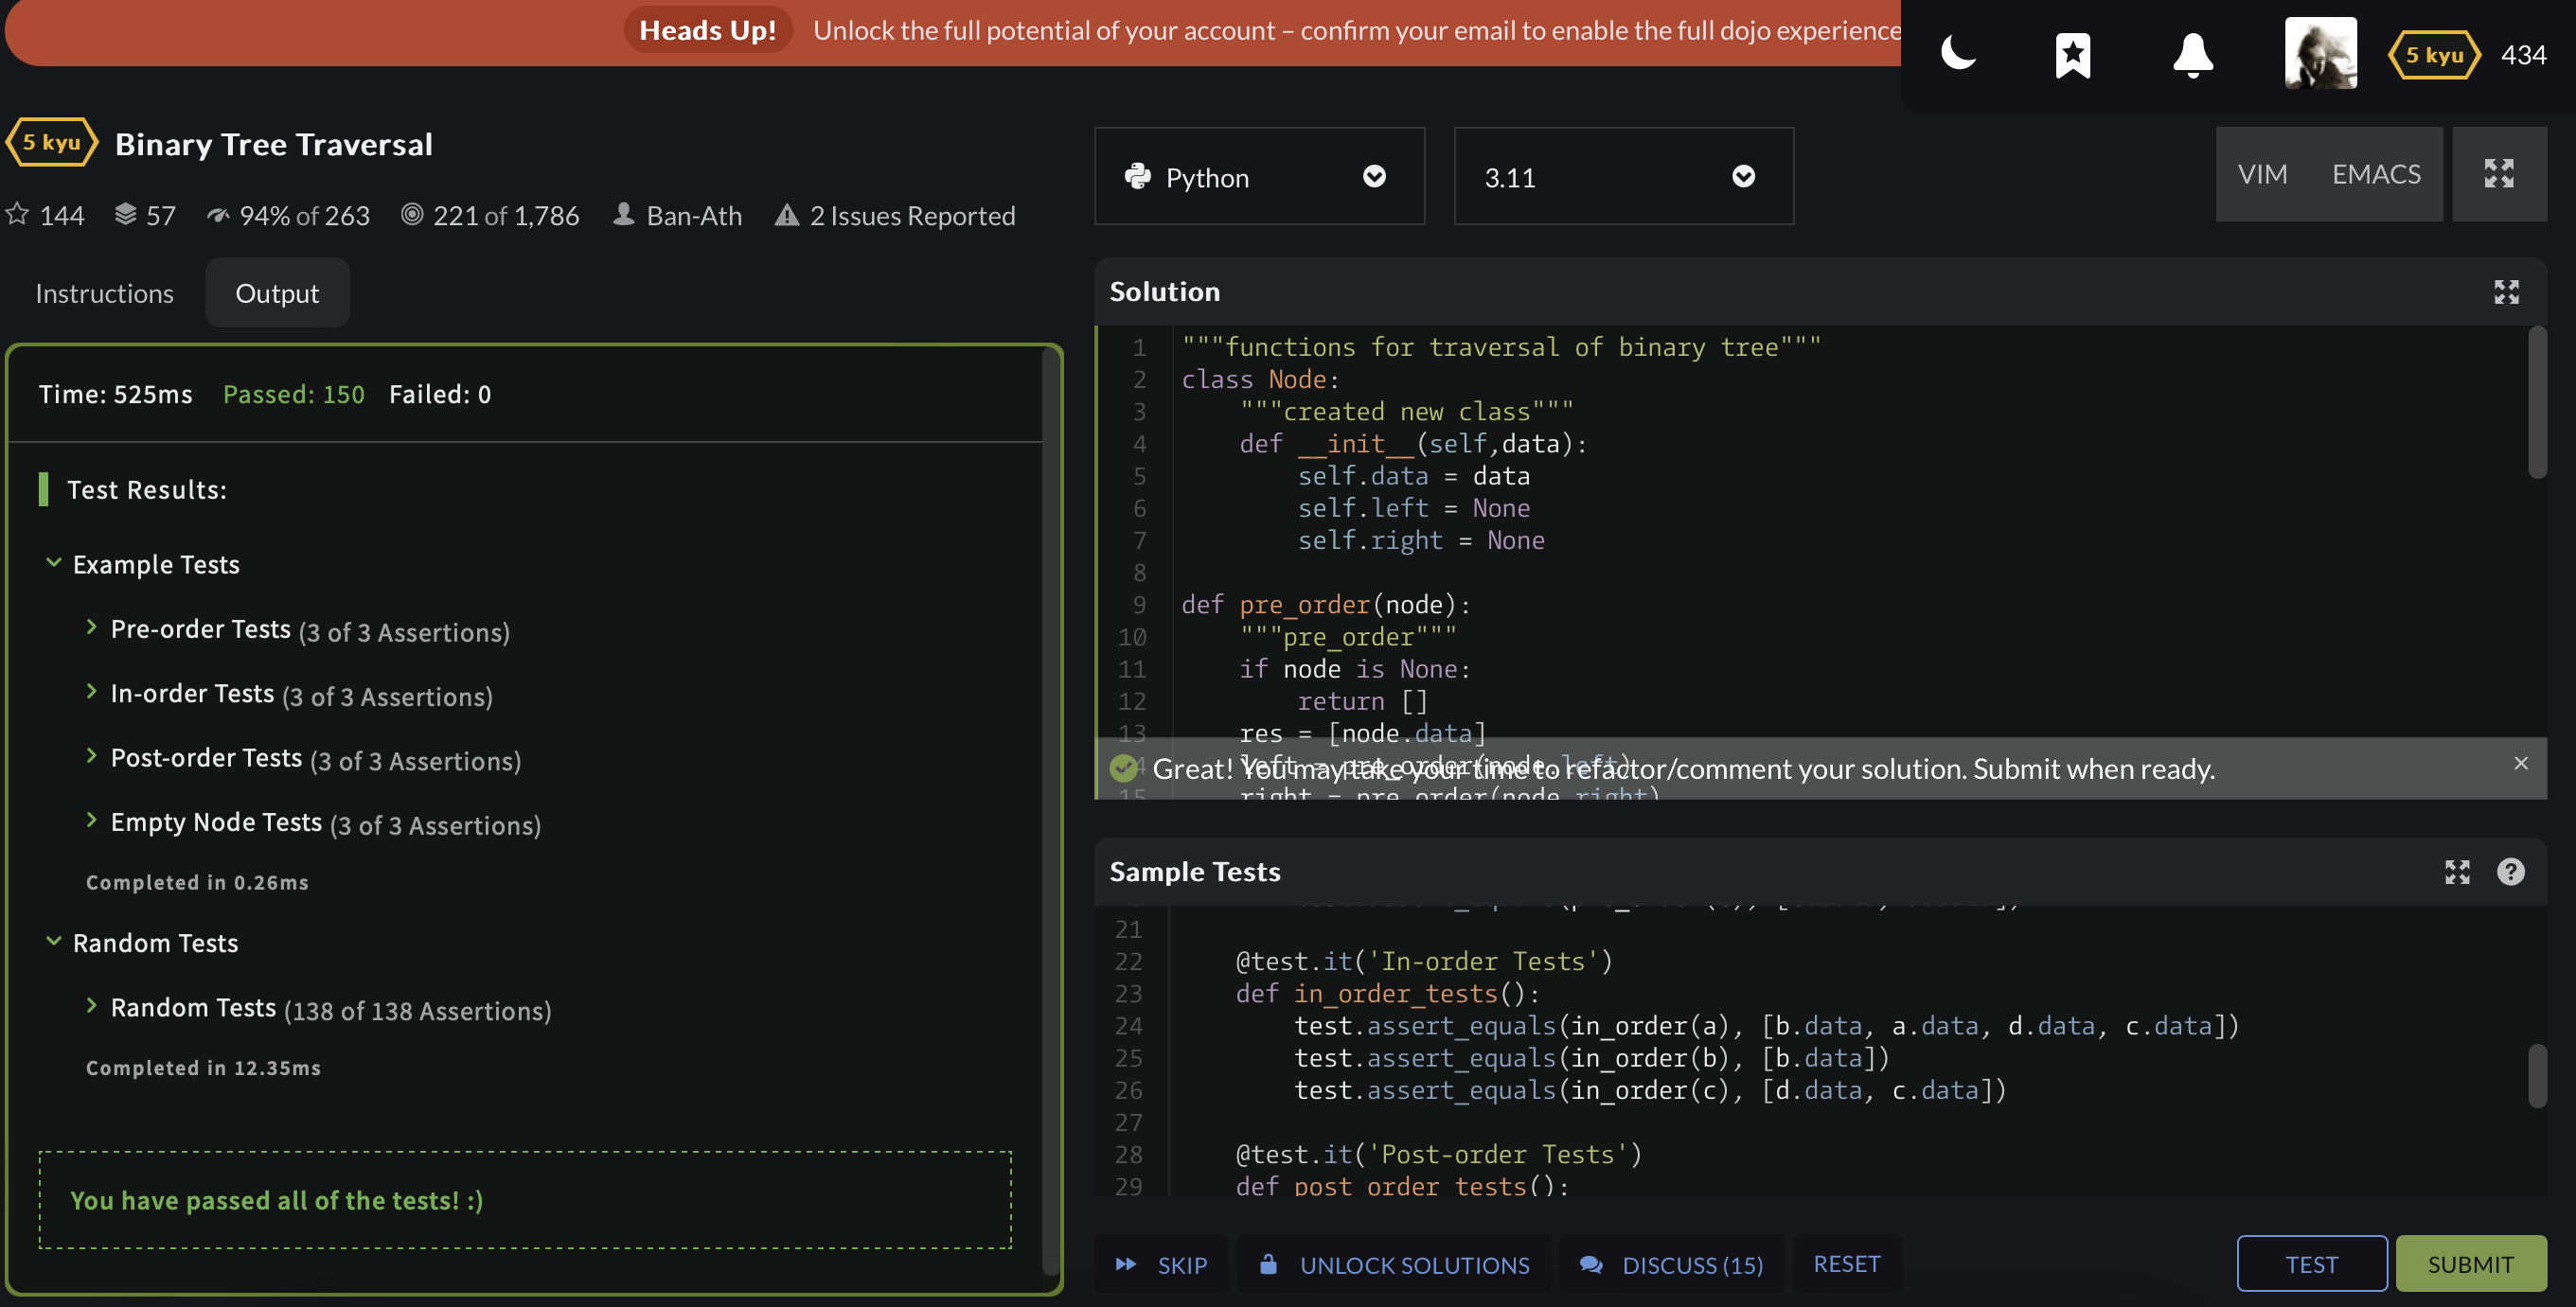 Heads Up! Unlock the full potential of your account – confirm your email to enable the full dojo experience
5 kyu 434
5 kyu Binary Tree Traversal
144 57 94% of 263 221 of 1,786 Ban-Ath 2 Issues Reported
Instructions Output
Time: 525ms Passed: 150 Failed: 0
Test Results:
Example Tests
Pre-order Tests (3 of 3 Assertions)
In-order Tests (3 of 3 Assertions)
Post-order Tests (3 of 3 Assertions)
Empty Node Tests (3 of 3 Assertions)
Completed in 0.26ms
Random Tests
Random Tests (138 of 138 Assertions)
Completed in 12.35ms
You have passed all of the tests! :)
Python 3.11 VIM EMACS
Solution
1 """functions for traversal of binary tree"""
2 class Node:
3 """created new class"""
4 def __init__(self,data):
5 self.data = data
6 self.left = None
7 self.right = None
8
9 def pre_order(node):
10 """pre_order"""
11 if node is None:
12 return []
13 res = [node.data]
14 left = pre_order(node.left)
Great! You may take your time to refactor/comment your solution. Submit when ready.
15 right = pre_order(node.right)
Sample Tests
21
22 @test.it('In-order Tests')
23 def in_order_tests():
24 test.assert_equals(in_order(a), [b.data, a.data, d.data, c.data])
25 test.assert_equals(in_order(b), [b.data])
26 test.assert_equals(in_order(c), [d.data, c.data])
27
28 @test.it('Post-order Tests')
29 def post_order_tests():
SKIP UNLOCK SOLUTIONS DISCUSS (15) RESET TEST SUBMIT